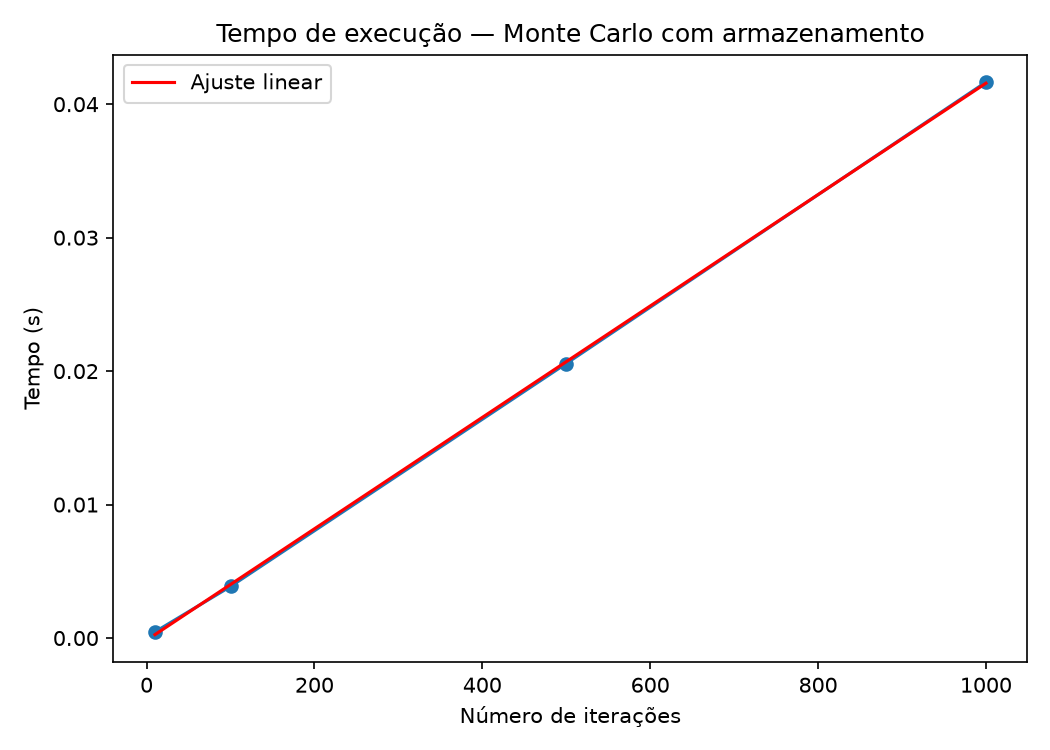 Tempo de execução — Monte Carlo com armazenamento
Ajuste linear
0.04
0.03
0.02
0.01
0.00
Tempo (s)
0 200 400 600 800 1000
Número de iterações